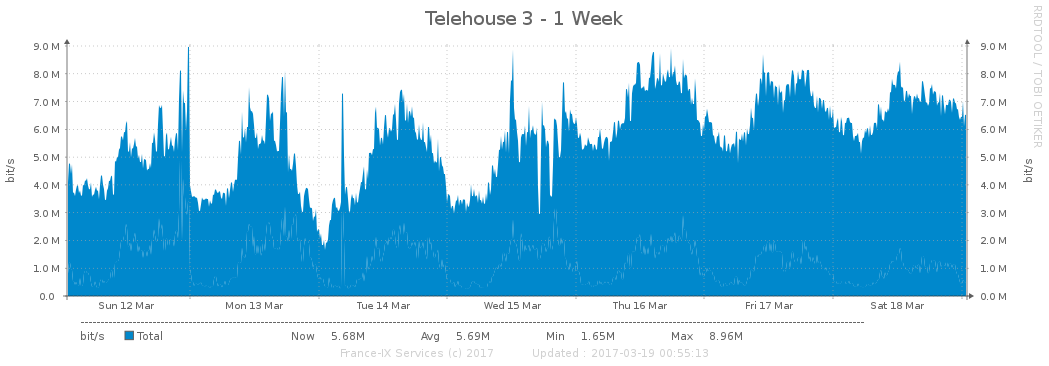 Telehouse 3 - 1 Week
RRDTOOL / TOBI OETIKER
9.0 M 9.0 M
8.0 M 8.0 M
7.0 M 7.0 M
6.0 M 6.0 M
5.0 M 5.0 M
4.0 M 4.0 M
3.0 M 3.0 M
2.0 M 2.0 M
1.0 M 1.0 M
0.0 0.0 M
bit/s bit/s
Sun 12 Mar Mon 13 Mar Tue 14 Mar Wed 15 Mar Thu 16 Mar Fri 17 Mar Sat 18 Mar
bit/s Total Now 5.68M Avg 5.69M Min 1.65M Max 8.96M
France-IX Services (c) 2017 Updated : 2017-03-19 00:55:13